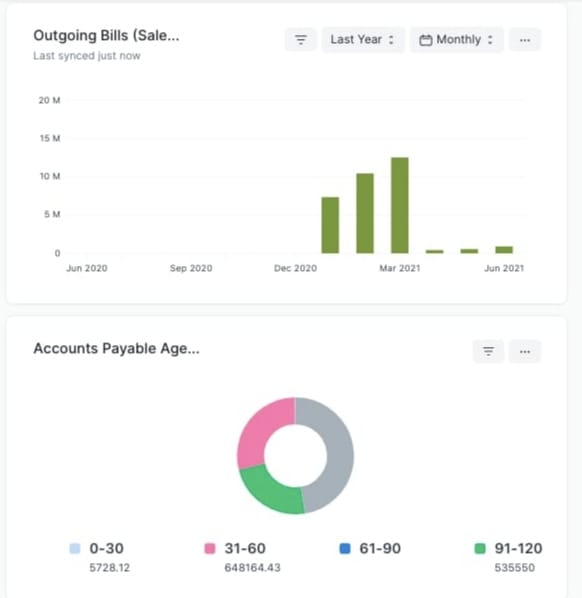 Outgoing Bills (Sale...
Last Year
Monthly
...
Last synced just now
20 M
15 M
10 M
5 M
0
Jun 2020
Sep 2020
Dec 2020
Mar 2021
Jun 2021
Accounts Payable Age...
...
0-30
5728.12
31-60
648164.43
61-90
91-120
535550